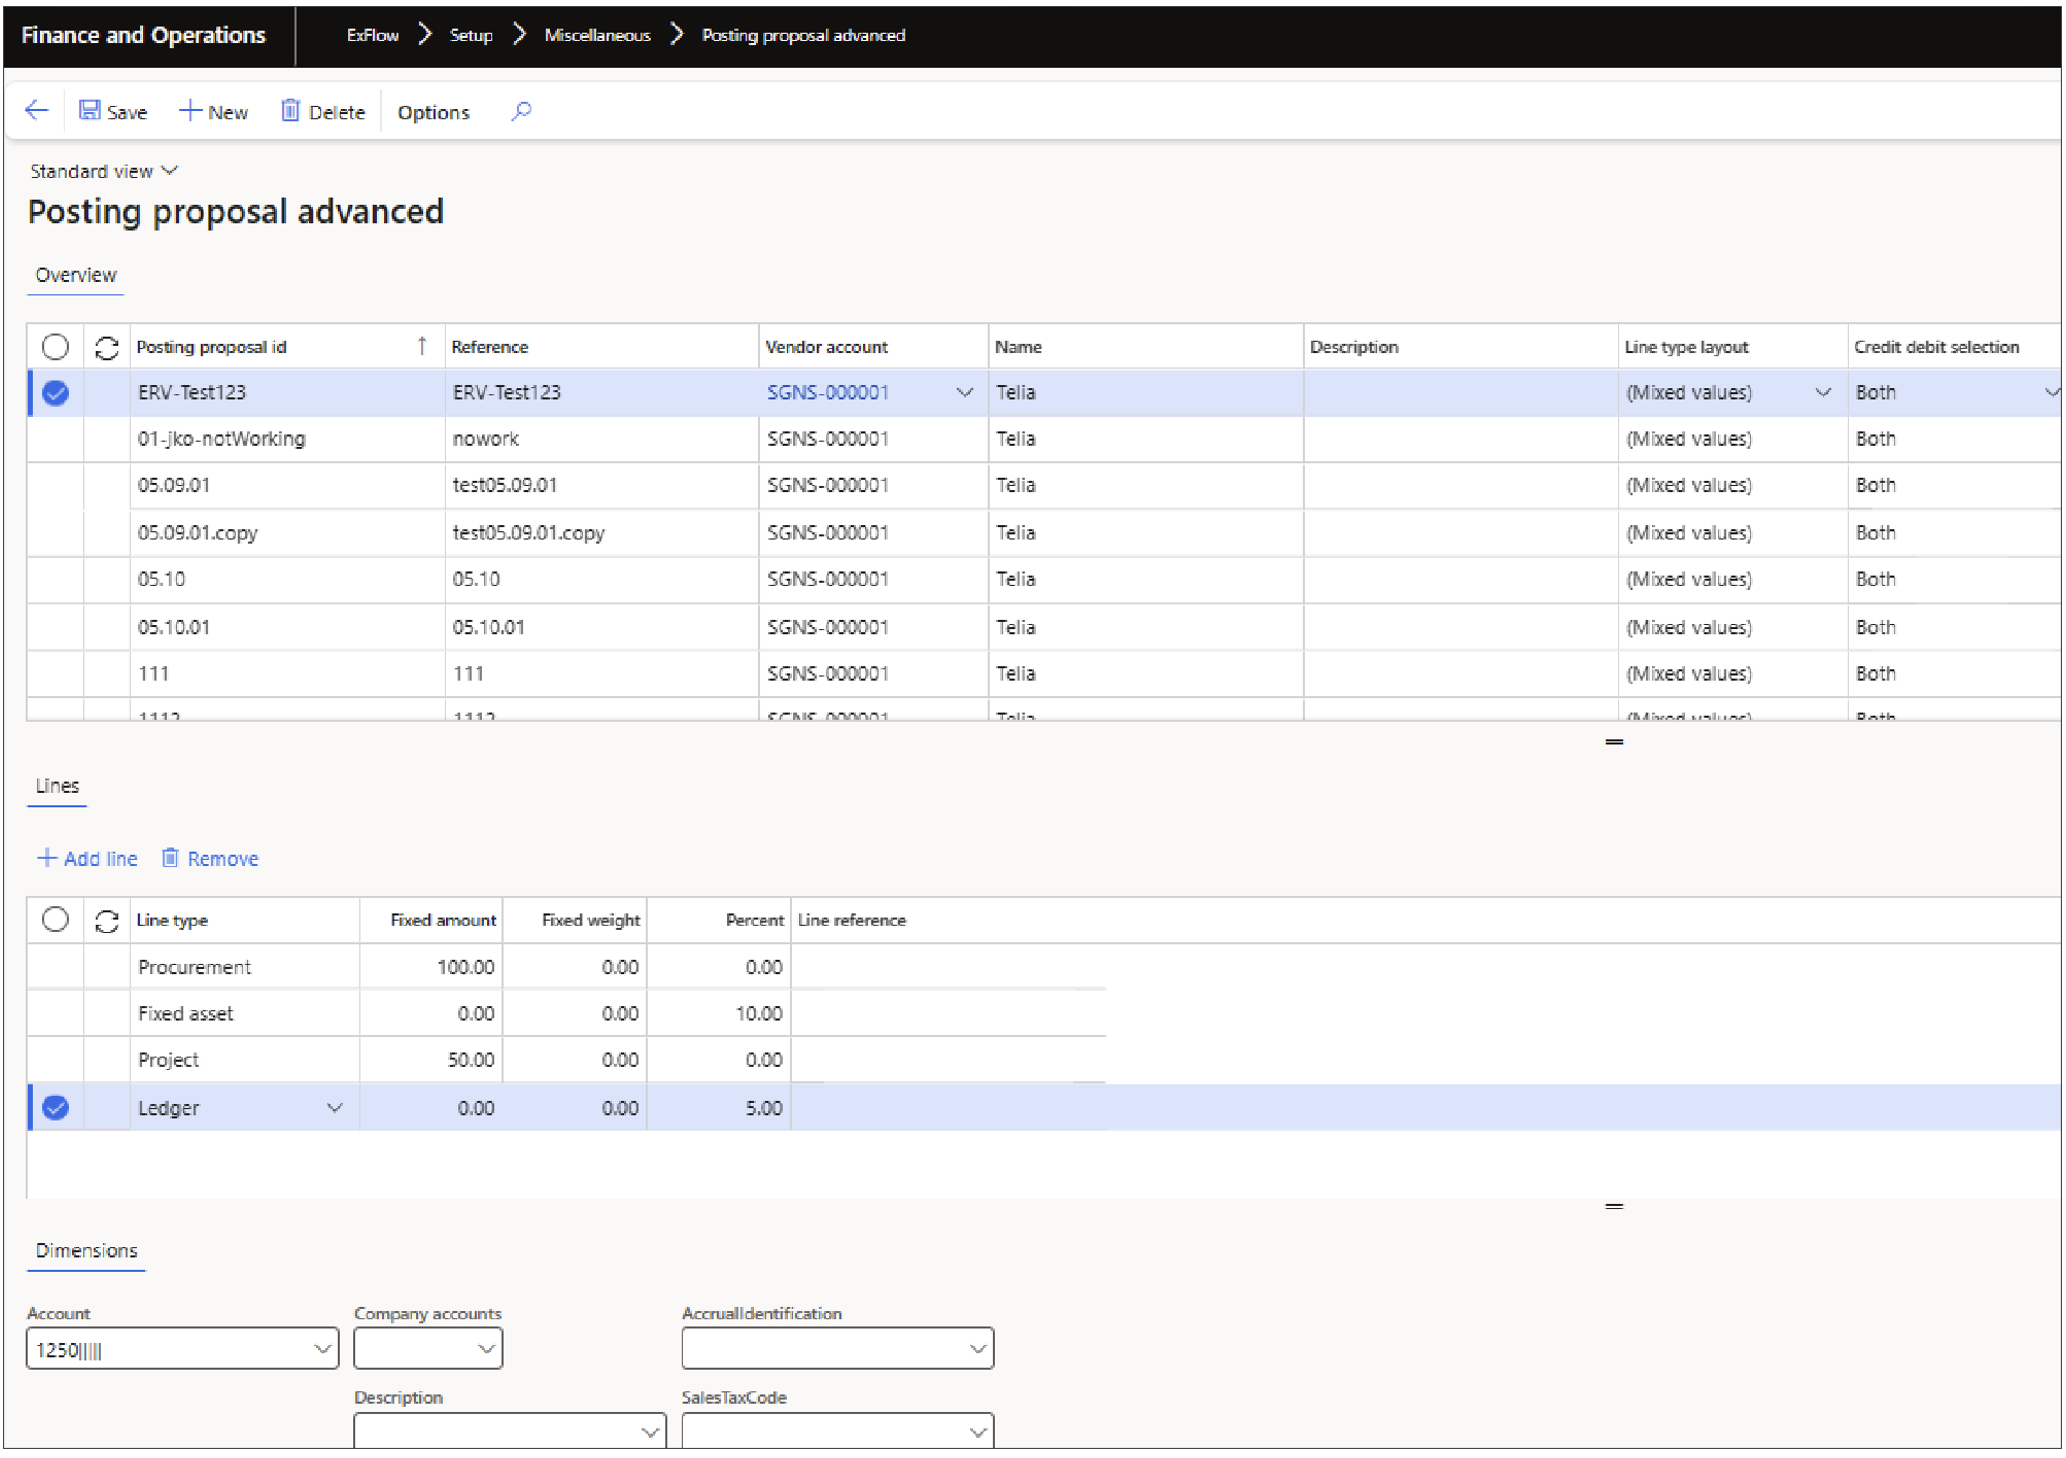 Finance and Operations
ExFlow > Setup > Miscellaneous > Posting proposal advanced
Save New Delete Options
Standard view
Posting proposal advanced
Overview
Posting proposal id Reference Vendor account Name Description Line type layout Credit debit selection
ERV-Test123 ERV-Test123 SGNS-000001 Telia (Mixed values) Both
01-jko-notWorking nowork SGNS-000001 Telia (Mixed values) Both
05.09.01 test05.09.01 SGNS-000001 Telia (Mixed values) Both
05.09.01.copy test05.09.01.copy SGNS-000001 Telia (Mixed values) Both
05.10 05.10 SGNS-000001 Telia (Mixed values) Both
05.10.01 05.10.01 SGNS-000001 Telia (Mixed values) Both
111 111 SGNS-000001 Telia (Mixed values) Both
SGNS-000001 Telia (Mixed values) Both
Lines
Add line Remove
Line type Fixed amount Fixed weight Percent Line reference
Procurement 100.00 0.00 0.00
Fixed asset 0.00 0.00 10.00
Project 50.00 0.00 0.00
Ledger 0.00 0.00 5.00
Dimensions
Account Company accounts AccrualIdentification
1250|||||
Description SalesTaxCode